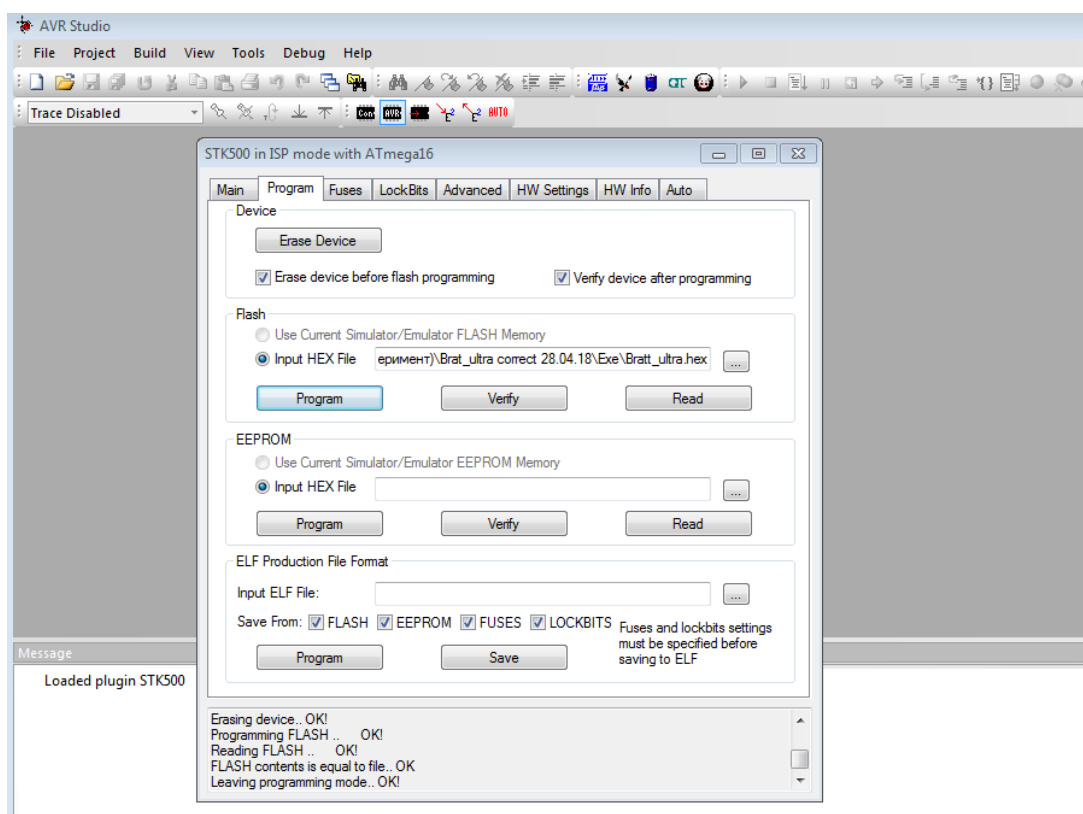 AVR Studio
File Project Build View Tools Debug Help
Trace Disabled
Con AVR AUTO
STK500 in ISP mode with ATmega16
Main Program Fuses LockBits Advanced HW Settings HW Info Auto
Device
Erase Device
Erase device before flash programming Verify device after programming
Flash
Use Current Simulator/Emulator FLASH Memory
Input HEX File еримент)\Brat_ultra correct 28.04.18\Exe\Bratt_ultra.hex ...
Program Verify Read
EEPROM
Use Current Simulator/Emulator EEPROM Memory
Input HEX File ...
Program Verify Read
ELF Production File Format
Input ELF File: ...
Save From: FLASH EEPROM FUSES LOCKBITS
Fuses and lockbits settings
must be specified before
saving to ELF
Program Save
Message
Loaded plugin STK500
Erasing device.. OK!
Programming FLASH .. OK!
Reading FLASH .. OK!
FLASH contents is equal to file.. OK
Leaving programming mode.. OK!